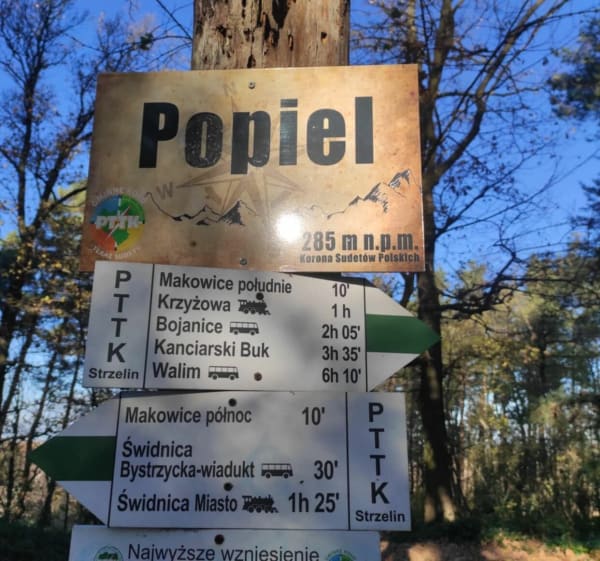 Popiel
N
W
PTTK
285 m n.p.m.
Korona Sudetów Polskich
PTTK
Strzelin
Makowice południe 10'
Krzyżowa 1 h
Bojanice 2h 05'
Kanciarski Buk 3h 35'
Walim 6h 10'
Makowice północ 10'
Świdnica
Bystrzycka-wiadukt 30'
Świdnica Miasto 1h 25'
PTTK
Strzelin
Najwyższe wzniesienie